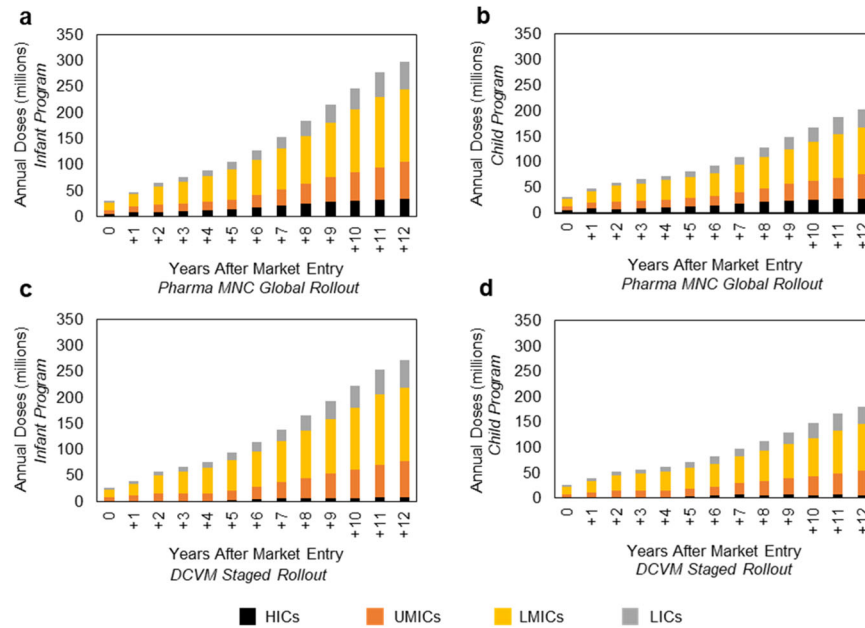 a
Annual Doses (millions)
Infant Program
350
300
250
200
150
100
50
0
0 +1 +2 +3 +4 +5 +6 +7 +8 +9 +10 +11 +12
Years After Market Entry
Pharma MNC Global Rollout
b
Annual Doses (millions)
Child Program
350
300
250
200
150
100
50
0
0 +1 +2 +3 +4 +5 +6 +7 +8 +9 +10 +11 +12
Years After Market Entry
Pharma MNC Global Rollout
c
Annual Doses (millions)
Infant Program
350
300
250
200
150
100
50
0
0 +1 +2 +3 +4 +5 +6 +7 +8 +9 +10 +11 +12
Years After Market Entry
DCVM Staged Rollout
d
Annual Doses (millions)
Child Program
350
300
250
200
150
100
50
0
0 +1 +2 +3 +4 +5 +6 +7 +8 +9 +10 +11 +12
Years After Market Entry
DCVM Staged Rollout
HICs UMICs LMICs LICs